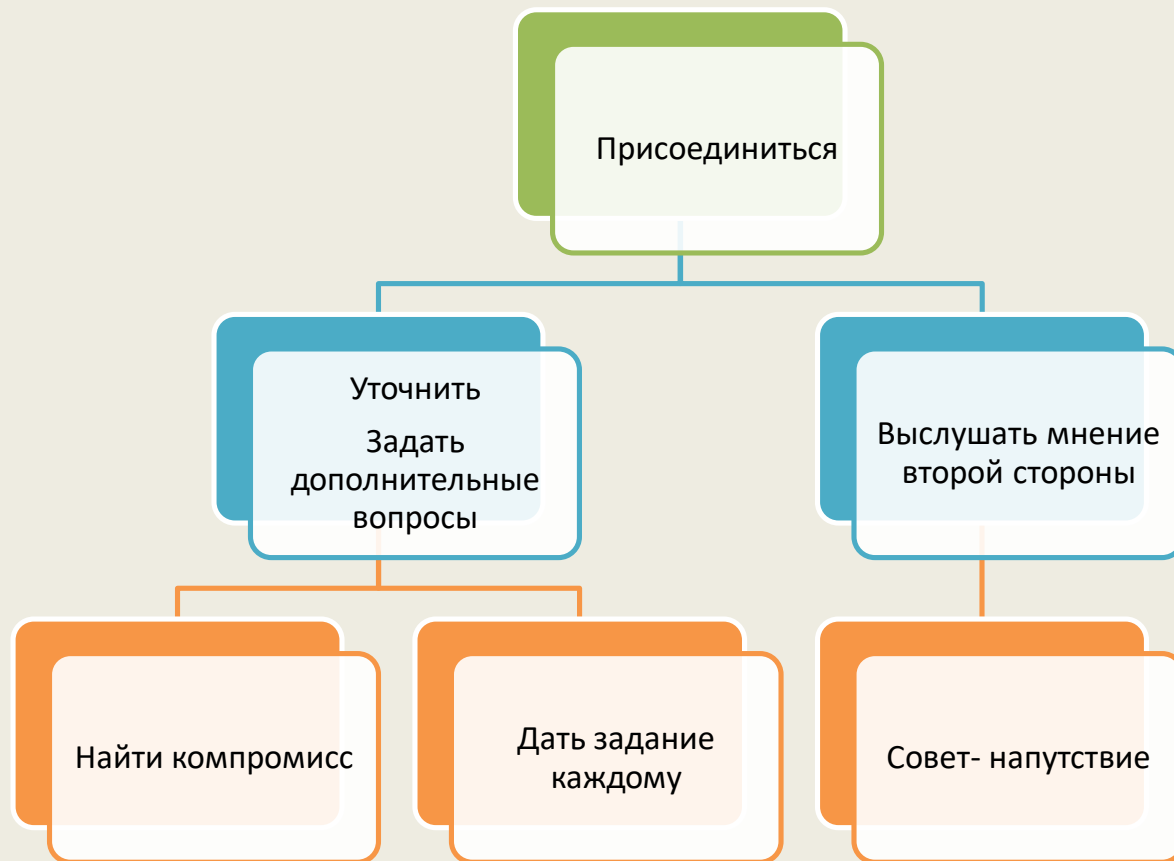 Присоединиться
Уточнить
Задать
дополнительные
вопросы
Выслушать мнение
второй стороны
Найти компромисс
Дать задание
каждому
Совет- напутствие